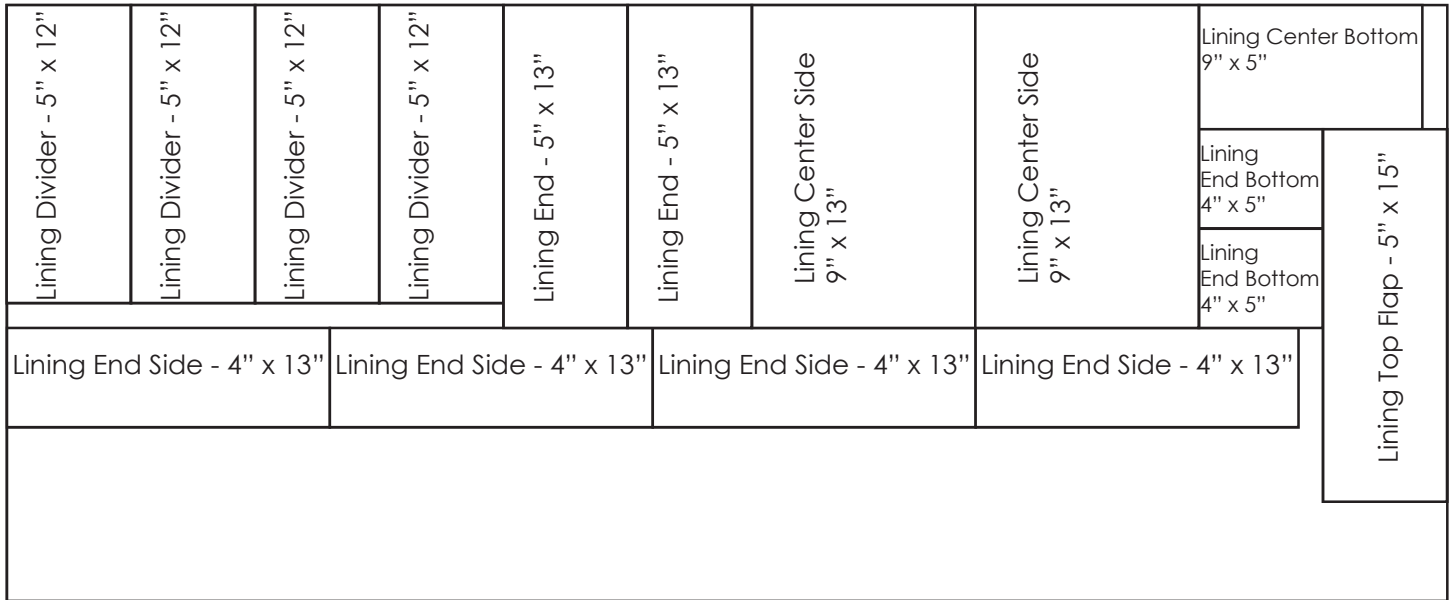 Lining Divider - 5” x 12”
Lining Divider - 5” x 12”
Lining Divider - 5” x 12”
Lining Divider - 5” x 12”
Lining End - 5” x 13”
Lining End - 5” x 13”
Lining Center Side
9” x 13”
Lining Center Side
9” x 13”
Lining Center Bottom
9” x 5”
Lining
End Bottom
4” x 5”
Lining
End Bottom
4” x 5”
Lining Top Flap - 5” x 15”
Lining End Side - 4” x 13”
Lining End Side - 4” x 13”
Lining End Side - 4” x 13”
Lining End Side - 4” x 13”